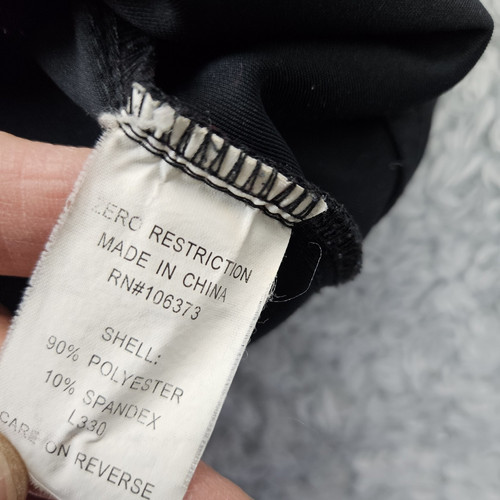 ZERO RESTRICTION
MADE IN CHINA
RN#106373
SHELL:
90% POLYESTER
10% SPANDEX
L330
CARE ON REVERSE